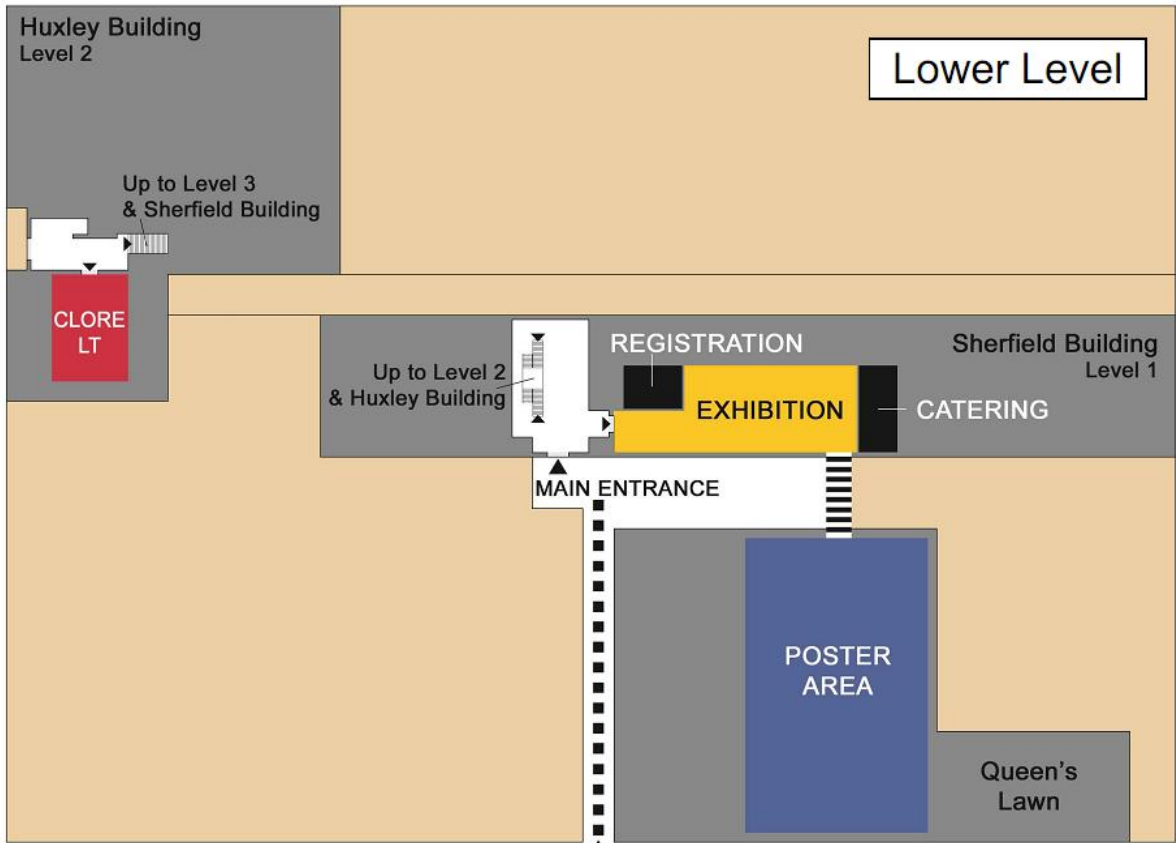 Huxley Building
Level 2
Lower Level
Up to Level 3
& Sherfield Building
CLORE
LT
REGISTRATION
Sherfield Building
Level 1
Up to Level 2
& Huxley Building
EXHIBITION
CATERING
MAIN ENTRANCE
POSTER
AREA
Queen's
Lawn